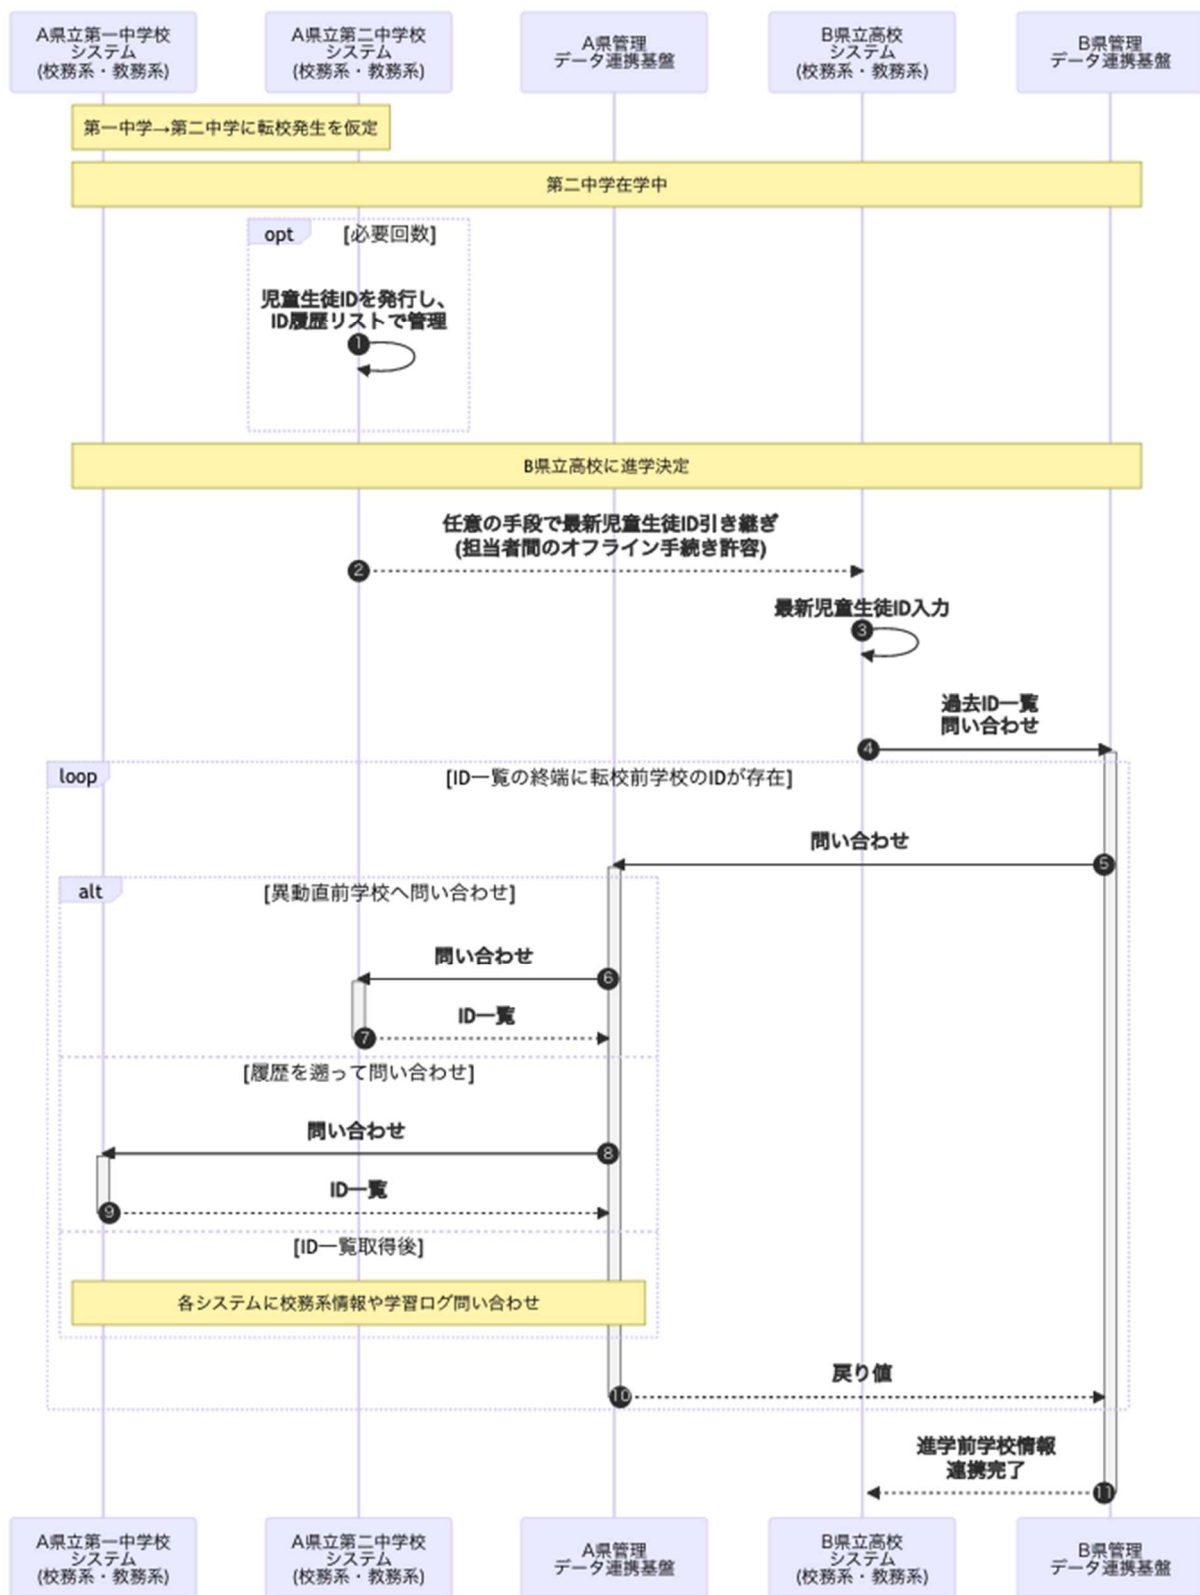 A県立第一中学校
システム
(校務系・教務系)
A県立第二中学校
システム
(校務系・教務系)
A県管理
データ連携基盤
B県立高校
システム
(校務系・教務系)
B県管理
データ連携基盤
第一中学→第二中学に転校発生を仮定
第二中学在学中
opt
[必要回数]
児童生徒IDを発行し、
ID履歴リストで管理
1
B県立高校に進学決定
任意の手段で最新児童生徒ID引き継ぎ
(担当者間のオフライン手続き許容)
2
最新児童生徒ID入力
3
過去ID一覧
問い合わせ
4
loop
[ID一覧の終端に転校前学校のIDが存在]
問い合わせ
5
alt
[異動直前学校へ問い合わせ]
問い合わせ
6
ID一覧
7
[履歴を遡って問い合わせ]
問い合わせ
8
ID一覧
9
[ID一覧取得後]
各システムに校務系情報や学習ログ問い合わせ
戻り値
10
進学前学校情報
連携完了
11
A県立第一中学校
システム
(校務系・教務系)
A県立第二中学校
システム
(校務系・教務系)
A県管理
データ連携基盤
B県立高校
システム
(校務系・教務系)
B県管理
データ連携基盤